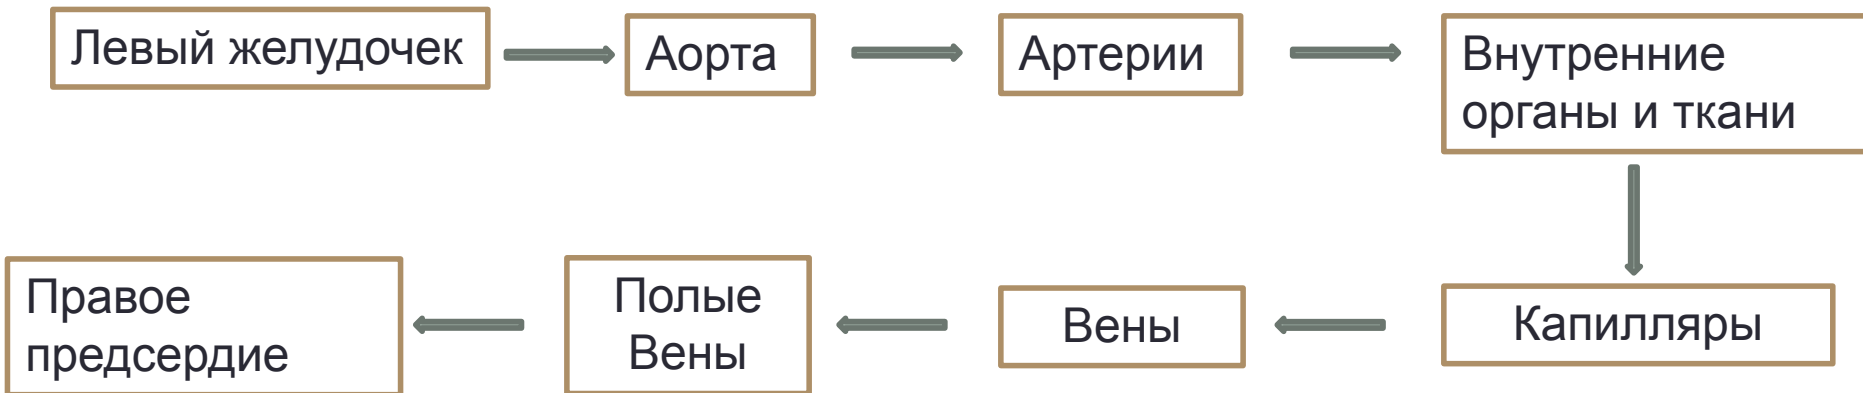 Левый желудочек
Аорта
Артерии
Внутренние
органы и ткани
Капилляры
Вены
Полые
Вены
Правое
предсердие